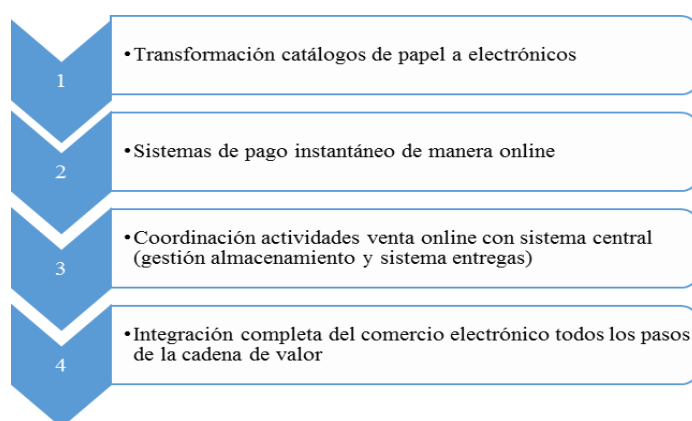 1
•Transformación catálogos de papel a electrónicos
2
•Sistemas de pago instantáneo de manera online
3
•Coordinación actividades venta online con sistema central
(gestión almacenamiento y sistema entregas)
4
•Integración completa del comercio electrónico todos los pasos
de la cadena de valor